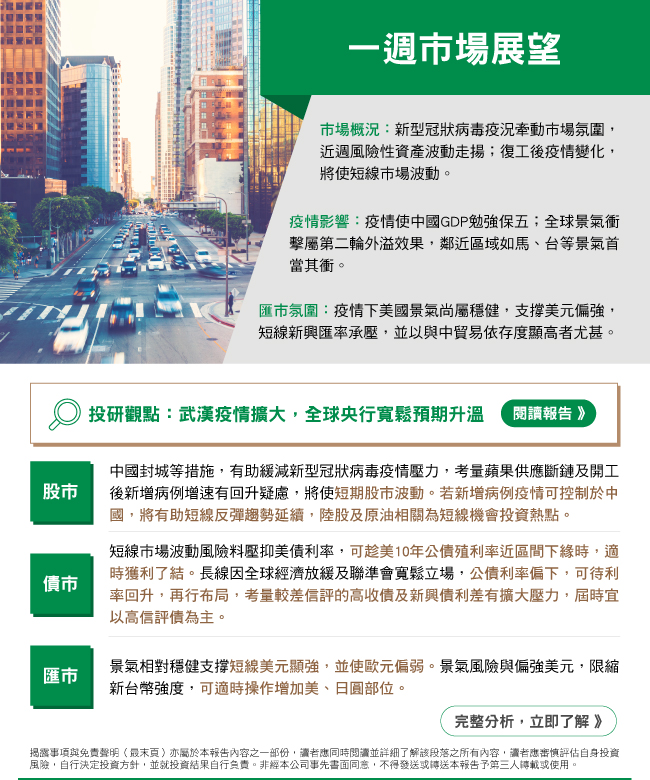 一週市場展望
市場概況：新型冠狀病毒疫況牽動市場氛圍，
近週風險性資產波動走揚；復工後疫情變化，
將使短線市場波動。
疫情影響：疫情使中國GDP勉強保五；全球景氣衝
擊屬第二輪外溢效果，鄰近區域如馬、台等景氣首
當其衝。
匯市氛圍：疫情下美國景氣尚屬穩健，支撐美元偏強，
短線新興匯率承壓，並以與中貿易依存度顯高者尤甚。
投研觀點：武漢疫情擴大，全球央行寬鬆預期升溫
閱讀報告》
股市
中國封城等措施，有助緩減新型冠狀病毒疫情壓力，考量蘋果供應斷鏈及開工
後新增病例增速有回升疑慮，將使短期股市波動。若新增病例疫情可控制於中
國，將有助短線反彈趨勢延續，陸股及原油相關為短線機會投資熱點。
債市
短線市場波動風險料壓抑美債利率，可趁美10年公債殖利率近區間下緣時，適
時獲利了結。長線因全球經濟放緩及聯準會寬鬆立場，公債利率偏下，可待利
率回升，再行布局，考量較差信評的高收債及新興債利差有擴大壓力，屆時宜
以高信評債為主。
匯市
景氣相對穩健支撐短線美元顯強，並使歐元偏弱。景氣風險與偏強美元，限縮
新台幣強度，可適時操作增加美、日圓部位。
完整分析，立即了解》
揭露事項與免責聲明（最末頁）亦屬於本報告內容之一部份，讀者應同時閱讀並詳細了解該段落之所有內容，讀者應審慎評估自身投資
風險，自行決定投資方針，並就投資結果自行負責。非經本公司事先書面同意，不得發送或轉送本報告予第三人轉載或使用。